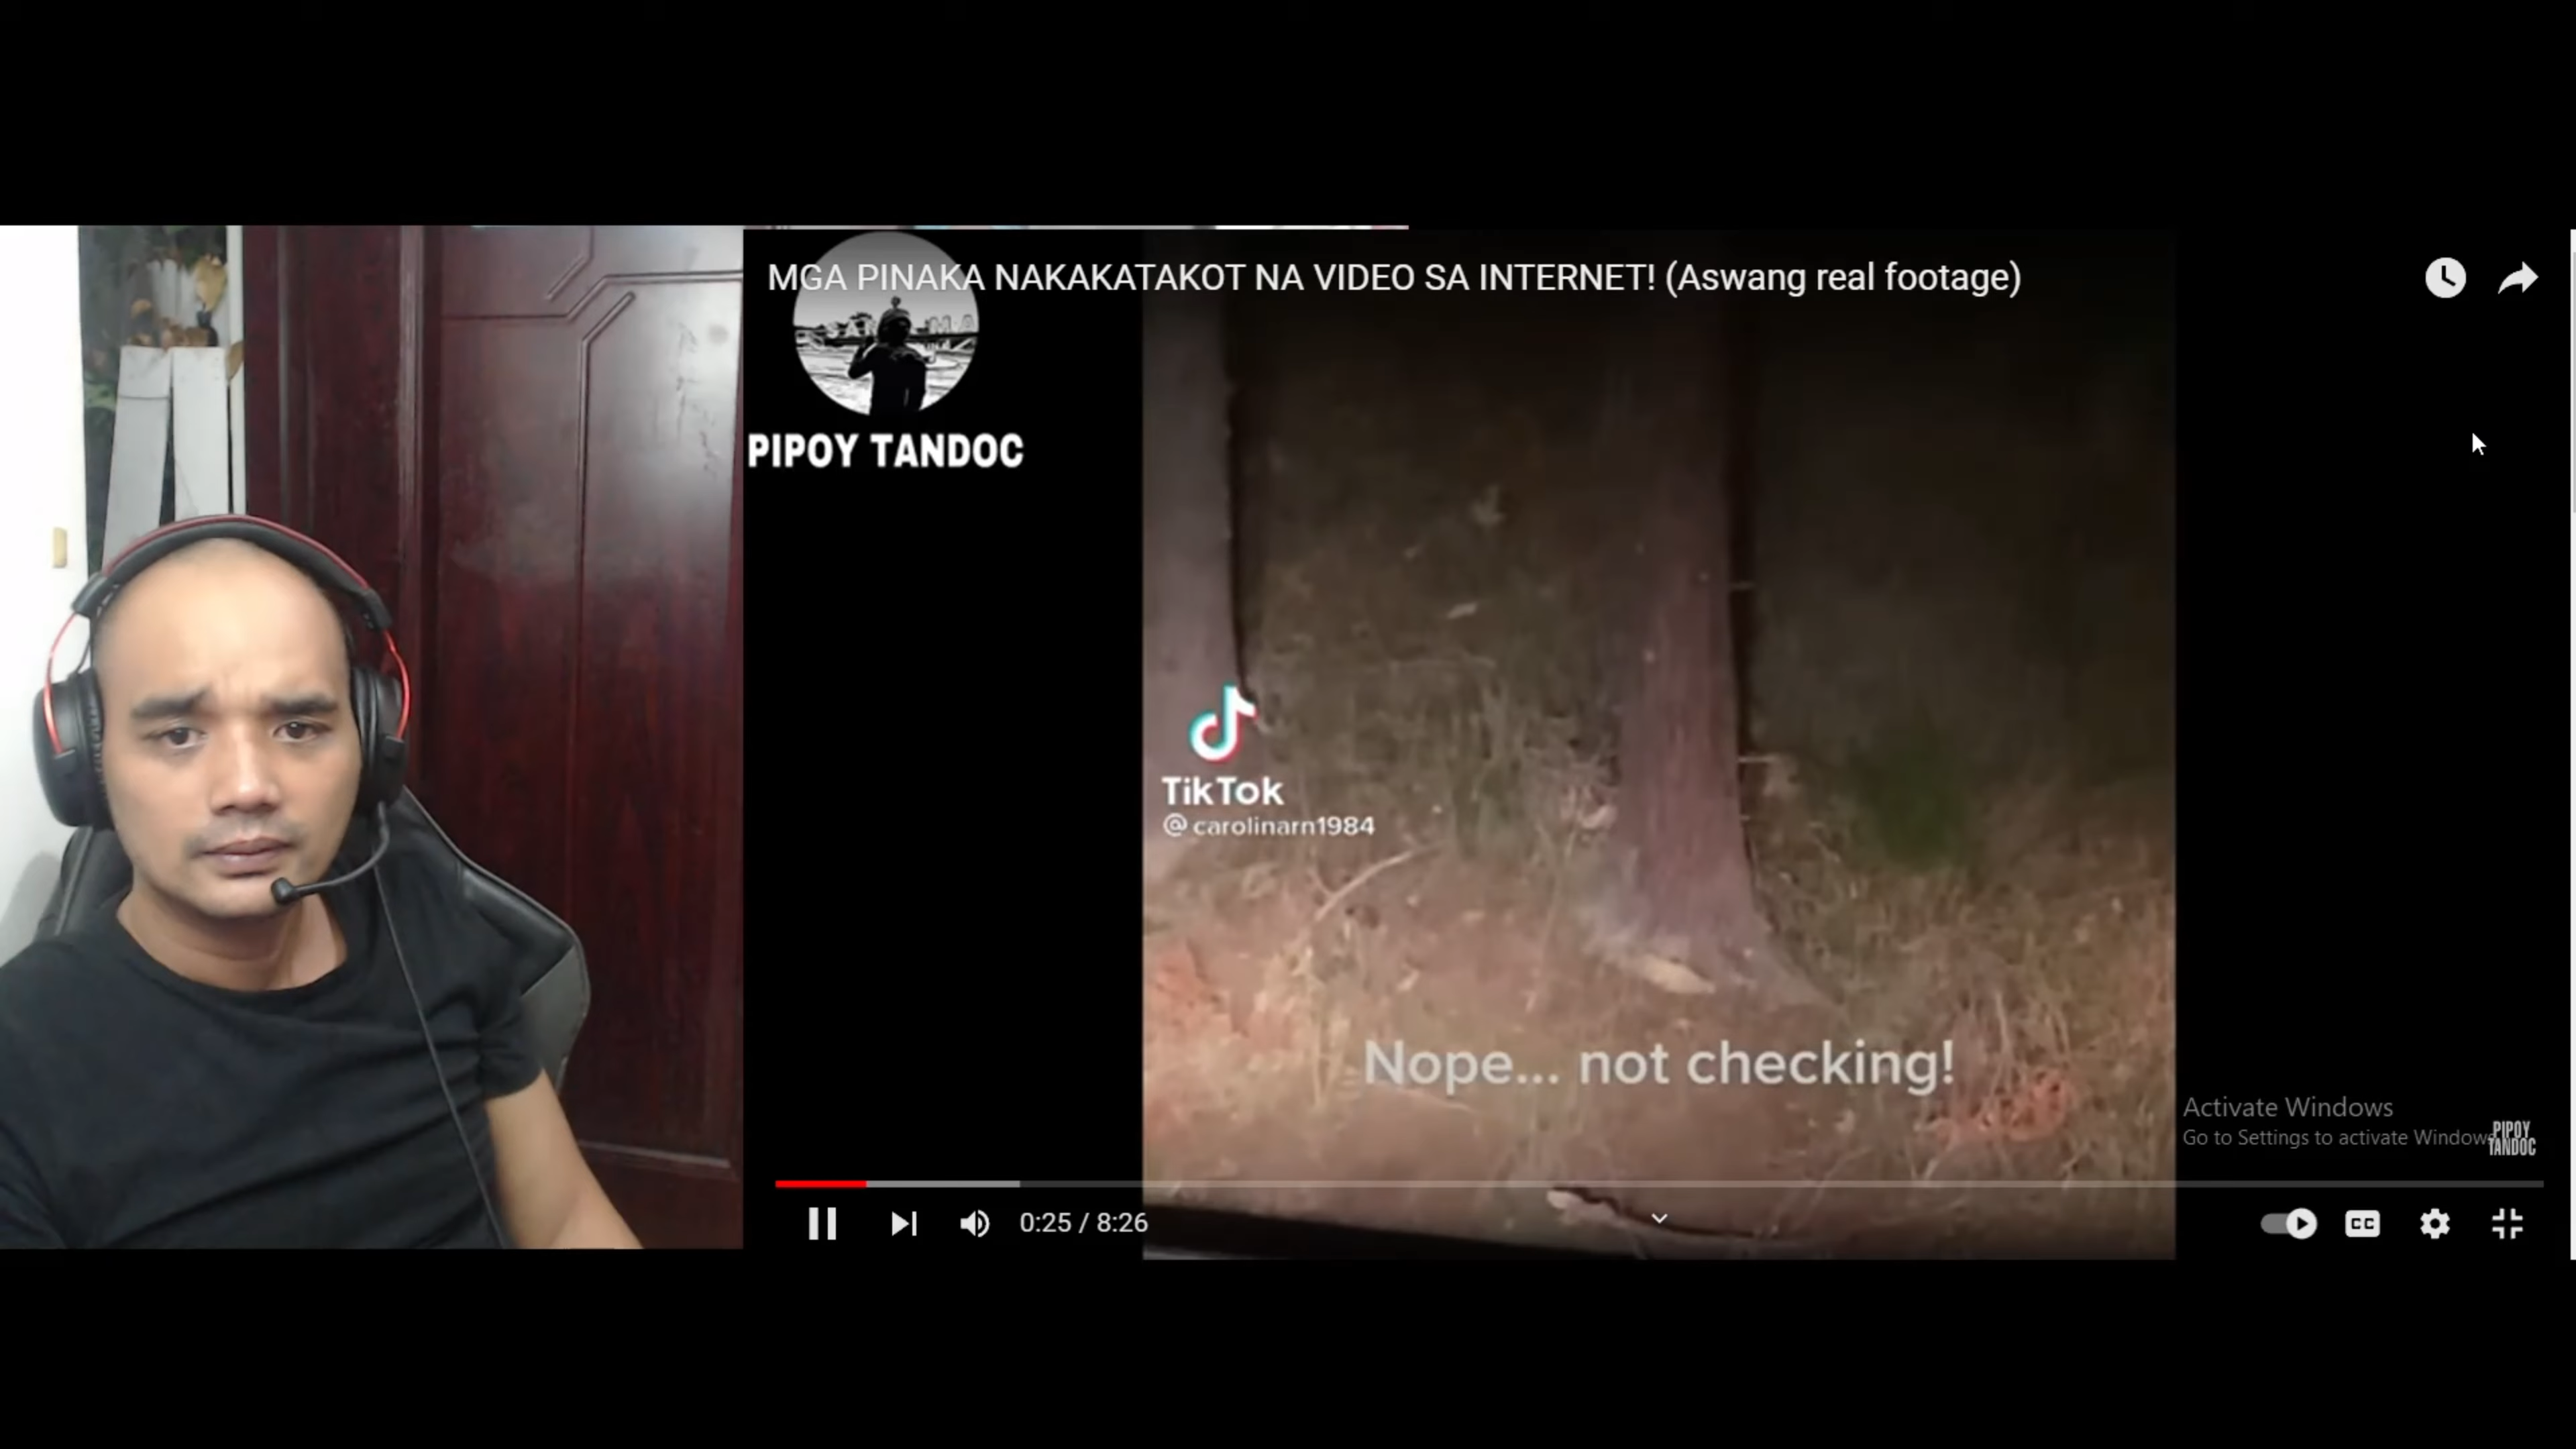 MGA PINAKA NAKAKATAKOT NA VIDEO SA INTERNET! (Aswang real footage)
PIPOY TANDOC
TikTok
@carolinarn1984
Nope... not checking!
Activate Windows
Go to Settings to activate Windows
PIPOY
TANDOC
0:25 / 8:26
CC